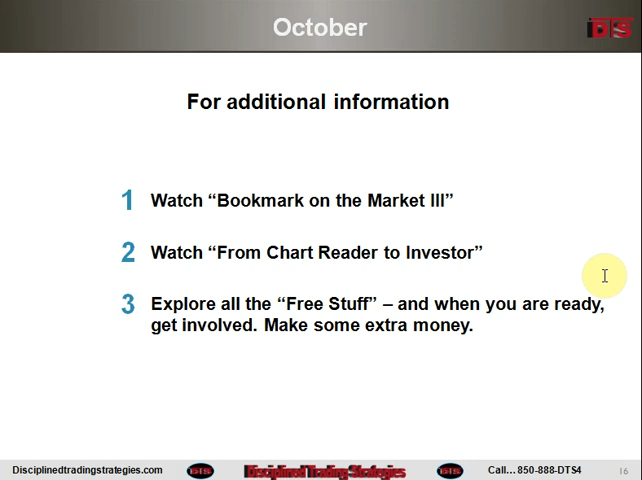 October
iDTS
For additional information
1 Watch “Bookmark on the Market III”
2 Watch “From Chart Reader to Investor”
3 Explore all the “Free Stuff” – and when you are ready,
get involved. Make some extra money.
Disciplinedtradingstrategies.com DTS Disciplined Trading Strategies DTS Call… 850-888-DTS4 16